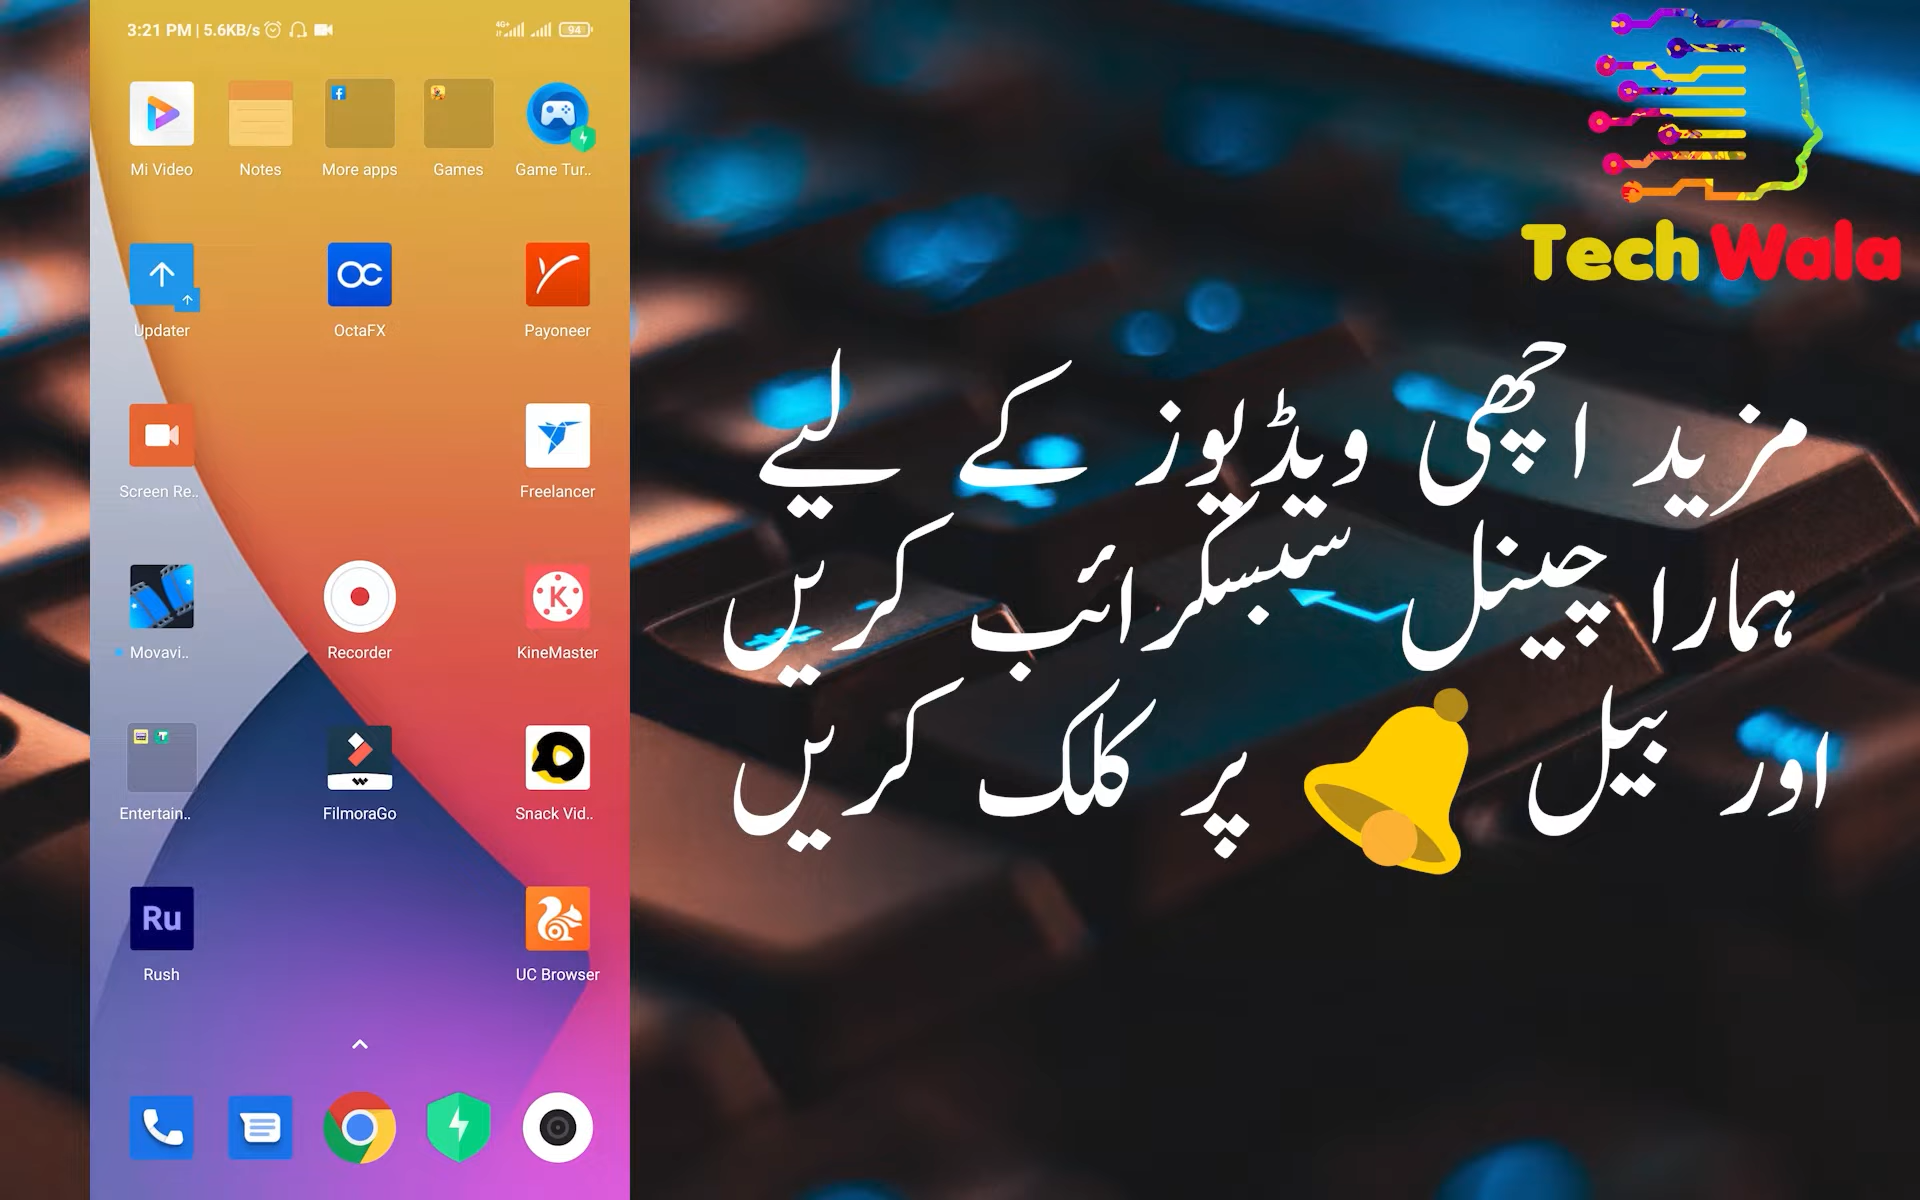 3:21 PM | 5.6KB/s
4G+
94
Mi Video
Notes
More apps
Games
Game Tur..
Updater
OC
OctaFX
Payoneer
Screen Re..
Freelancer
Movavi..
Recorder
K
KineMaster
Entertain..
FilmoraGo
Snack Vid..
Ru
Rush
UC Browser
Tech Wala
مزید اچھی ویڈیوز کے لیے
ہمارا چینل سبسکرائب کریں
اور بیل پر کلک کریں